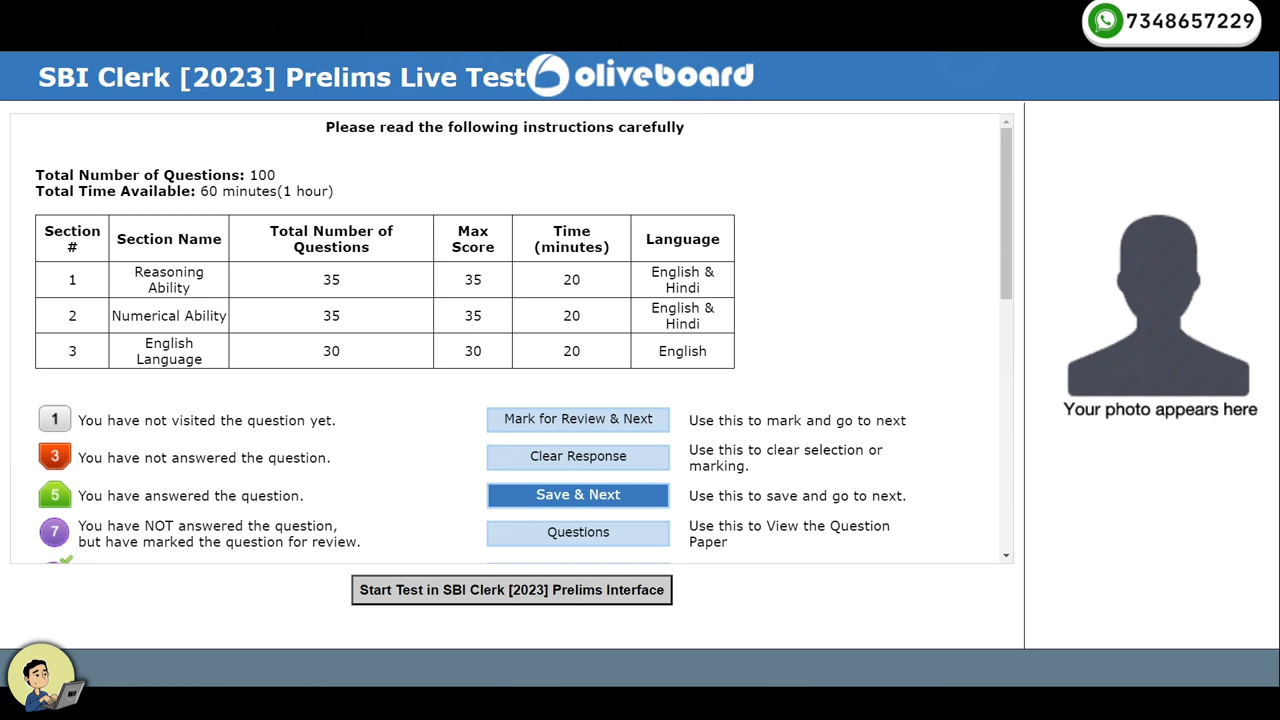 7348657229
SBI Clerk [2023] Prelims Live Test oliveboard
Please read the following instructions carefully
Total Number of Questions: 100
Total Time Available: 60 minutes(1 hour)
Section # Section Name Total Number of Questions Max Score Time (minutes) Language
1 Reasoning Ability 35 35 20 English & Hindi
2 Numerical Ability 35 35 20 English & Hindi
3 English Language 30 30 20 English
1 You have not visited the question yet. Mark for Review & Next Use this to mark and go to next
3 You have not answered the question. Clear Response Use this to clear selection or marking.
5 You have answered the question. Save & Next Use this to save and go to next.
7 You have NOT answered the question, but have marked the question for review. Questions Use this to View the Question Paper
Your photo appears here
Start Test in SBI Clerk [2023] Prelims Interface